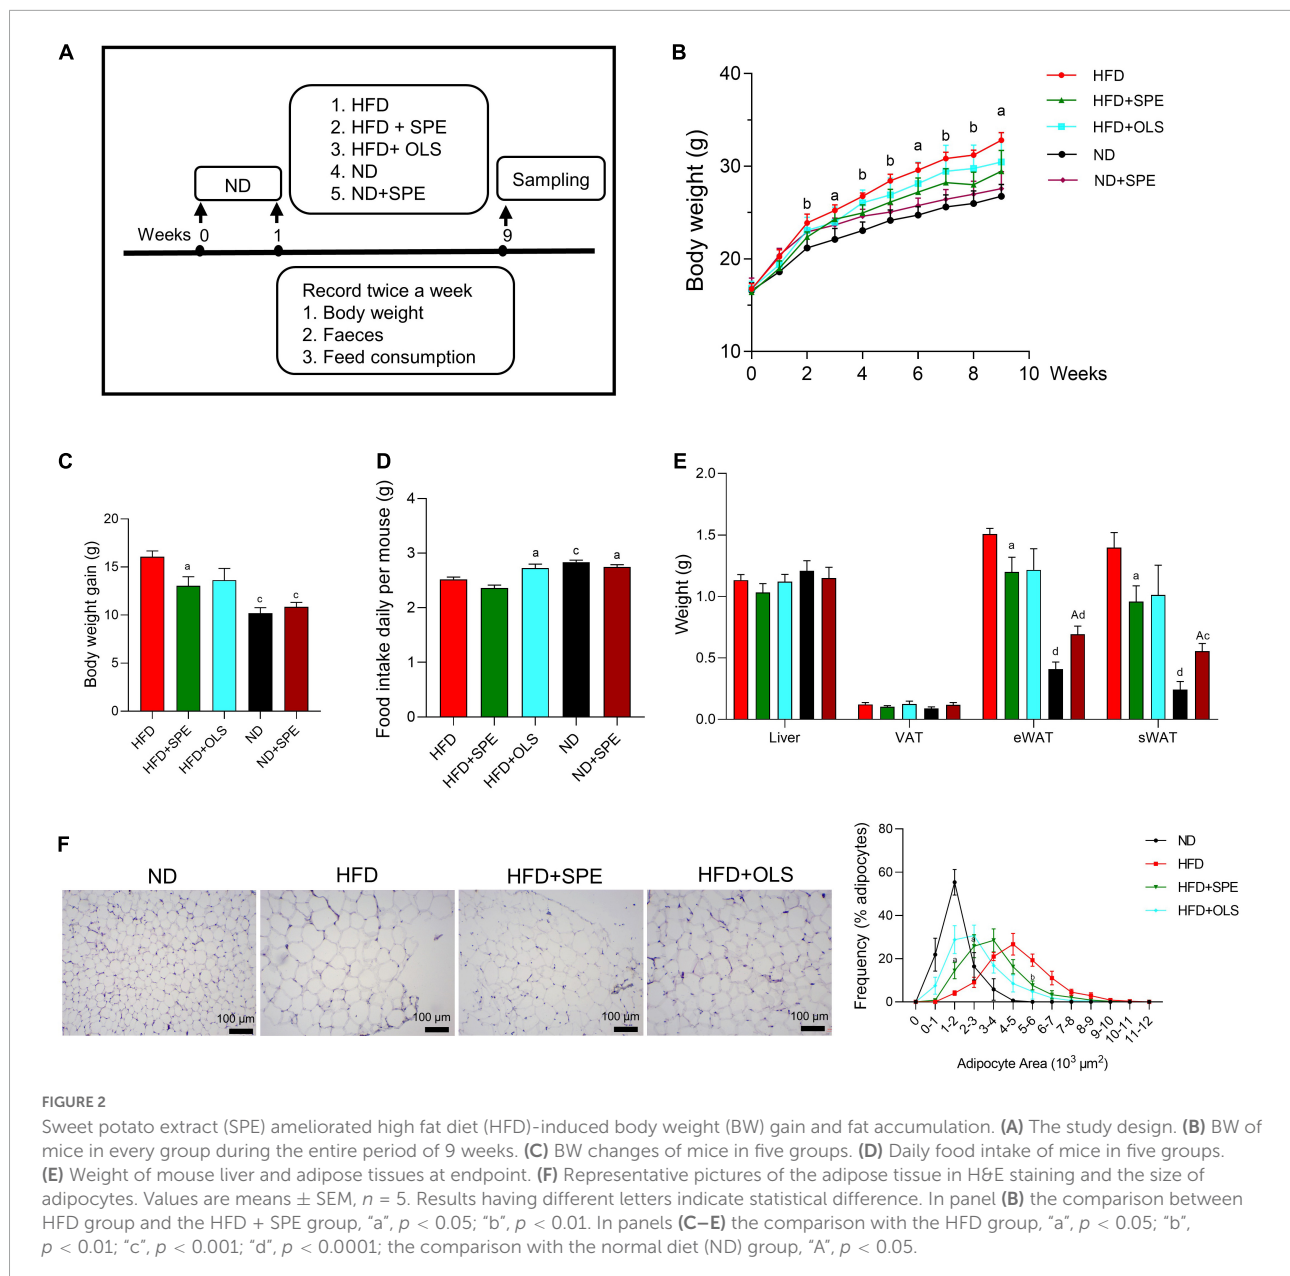 A
1. HFD
2. HFD + SPE
3. HFD+ OLS
4. ND
5. ND+SPE
ND
Sampling
Weeks 0 1 9
Record twice a week
1. Body weight
2. Faeces
3. Feed consumption
B
Body weight (g)
40
30
20
10
0 2 4 6 8 10 Weeks
b a b b a b b a
HFD
HFD+SPE
HFD+OLS
ND
ND+SPE
C
Body weight gain (g)
20
15
10
5
0
a c c
HFD
HFD+SPE
HFD+OLS
ND
ND+SPE
D
Food intake daily per mouse (g)
4
3
2
1
0
a c a
HFD
HFD+SPE
HFD+OLS
ND
ND+SPE
E
Weight (g)
2.0
1.5
1.0
0.5
0.0
a d Ad
a d Ac
Liver VAT eWAT sWAT
F
ND HFD HFD+SPE HFD+OLS
100 µm 100 µm 100 µm 100 µm
Frequency (% adipocytes)
80
60
40
20
0
a a b
0 0-1 1-2 2-3 3-4 4-5 5-6 6-7 7-8 8-9 9-10 10-11 11-12
Adipocyte Area (10³ µm²)
ND
HFD
HFD+SPE
HFD+OLS
FIGURE 2
Sweet potato extract (SPE) ameliorated high fat diet (HFD)-induced body weight (BW) gain and fat accumulation. (A) The study design. (B) BW of
mice in every group during the entire period of 9 weeks. (C) BW changes of mice in five groups. (D) Daily food intake of mice in five groups.
(E) Weight of mouse liver and adipose tissues at endpoint. (F) Representative pictures of the adipose tissue in H&E staining and the size of
adipocytes. Values are means ± SEM, n = 5. Results having different letters indicate statistical difference. In panel (B) the comparison between
HFD group and the HFD + SPE group, “a”, p < 0.05; “b”, p < 0.01. In panels (C–E) the comparison with the HFD group, “a”, p < 0.05; “b”,
p < 0.01; “c”, p < 0.001; “d”, p < 0.0001; the comparison with the normal diet (ND) group, “A”, p < 0.05.